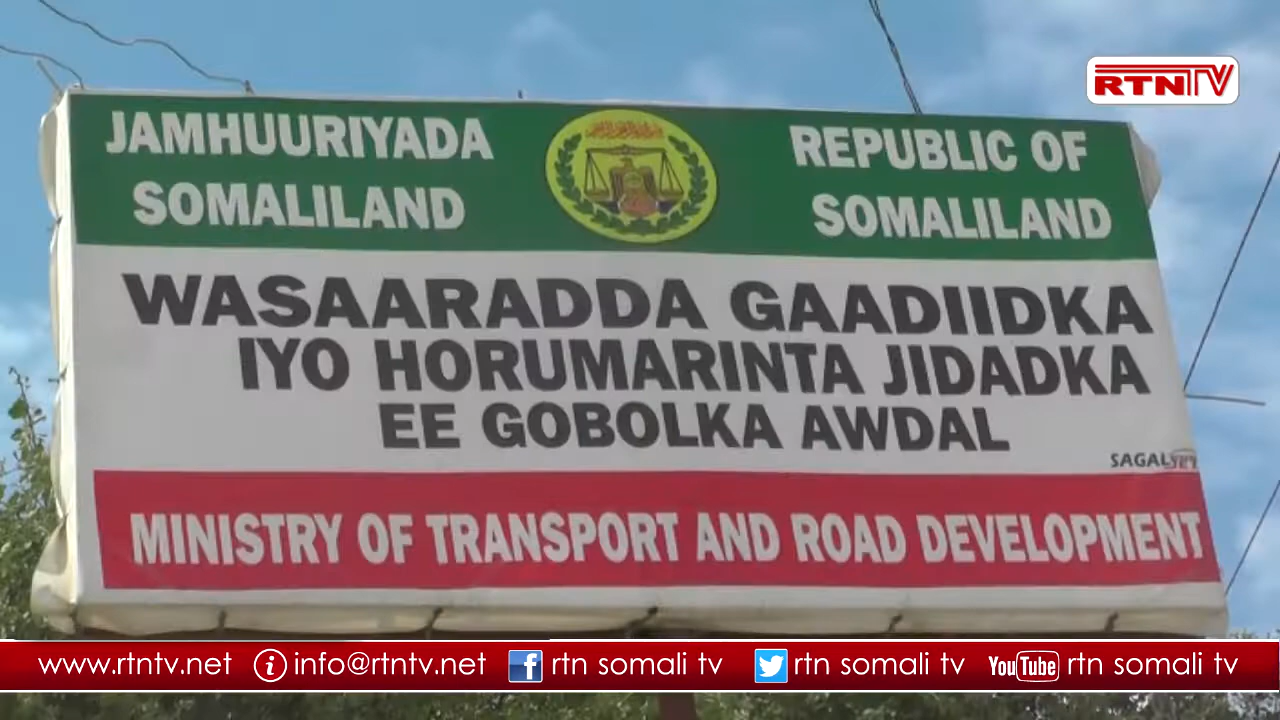 RTNTV
JAMHUURIYADA
SOMALILAND
REPUBLIC OF
SOMALILAND
WASAARADDA GAADIIDKA
IYO HORUMARINTA JIDADKA
EE GOBOLKA AWDAL
SAGALJET
MINISTRY OF TRANSPORT AND ROAD DEVELOPMENT
www.rtntv.net info@rtntv.net rtn somali tv rtn somali tv YouTube rtn somali tv